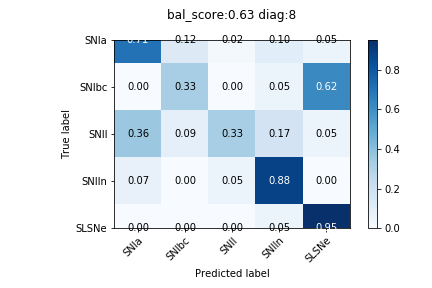 bal_score:0.63 diag:8
SNIa 0.71 0.12 0.02 0.10 0.05
SNIbc 0.00 0.33 0.00 0.05 0.62
SNII 0.36 0.09 0.33 0.17 0.05
SNIIn 0.07 0.00 0.05 0.88 0.00
SLSNe 0.00 0.00 0.00 0.05 0.95
True label
SNIa SNIbc SNII SNIIn SLSNe
Predicted label
0.8
0.6
0.4
0.2
0.0